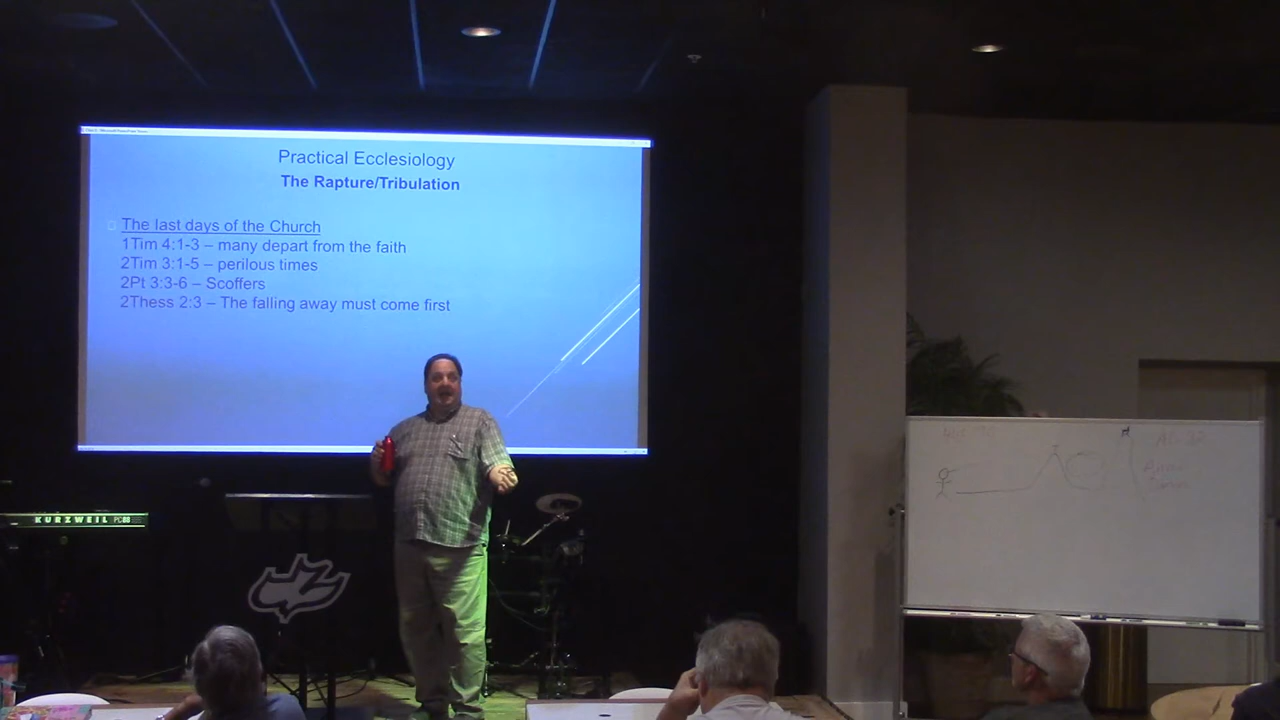 Practical Ecclesiology
The Rapture/Tribulation
The last days of the Church
1Tim 4:1-3 – many depart from the faith
2Tim 3:1-5 – perilous times
2Pt 3:3-6 – Scoffers
2Thess 2:3 – The falling away must come first
KURZWEIL PC88